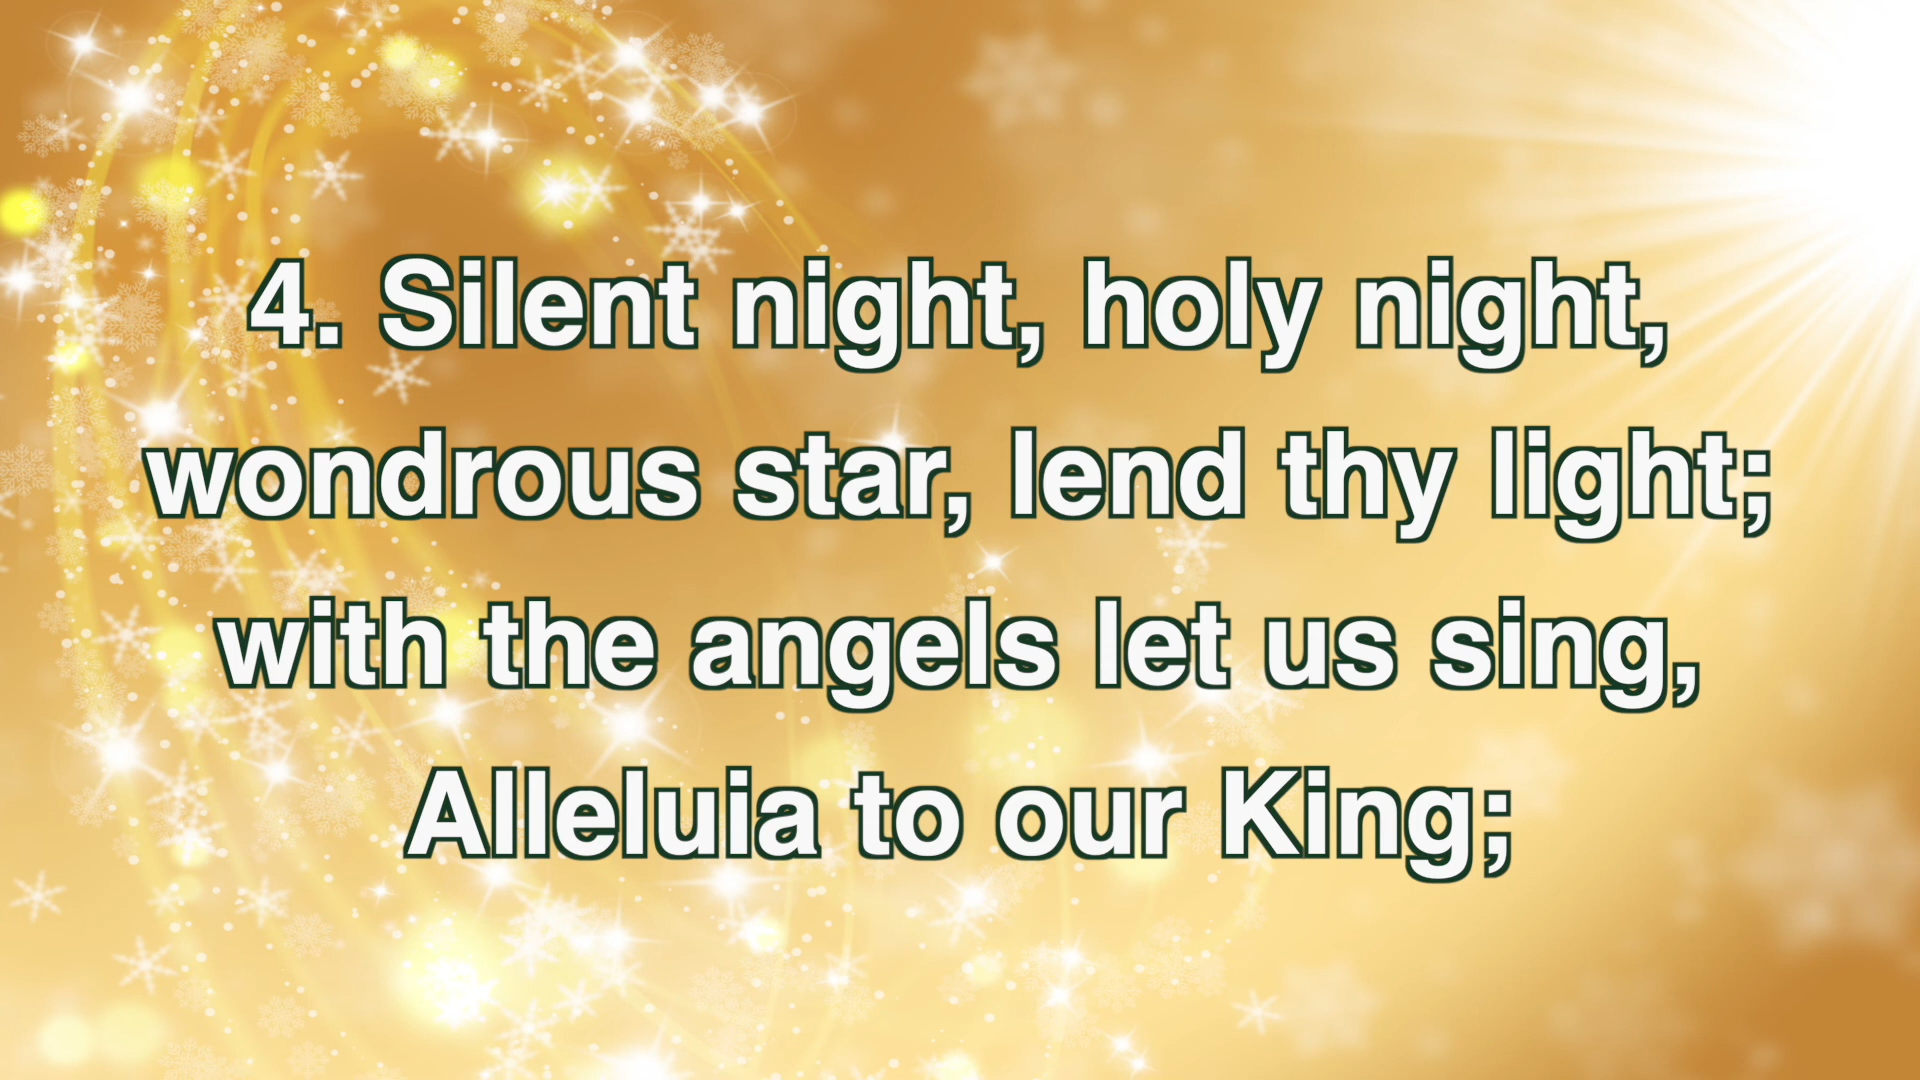 4. Silent night, holy night,
wondrous star, lend thy light;
with the angels let us sing,
Alleluia to our King;